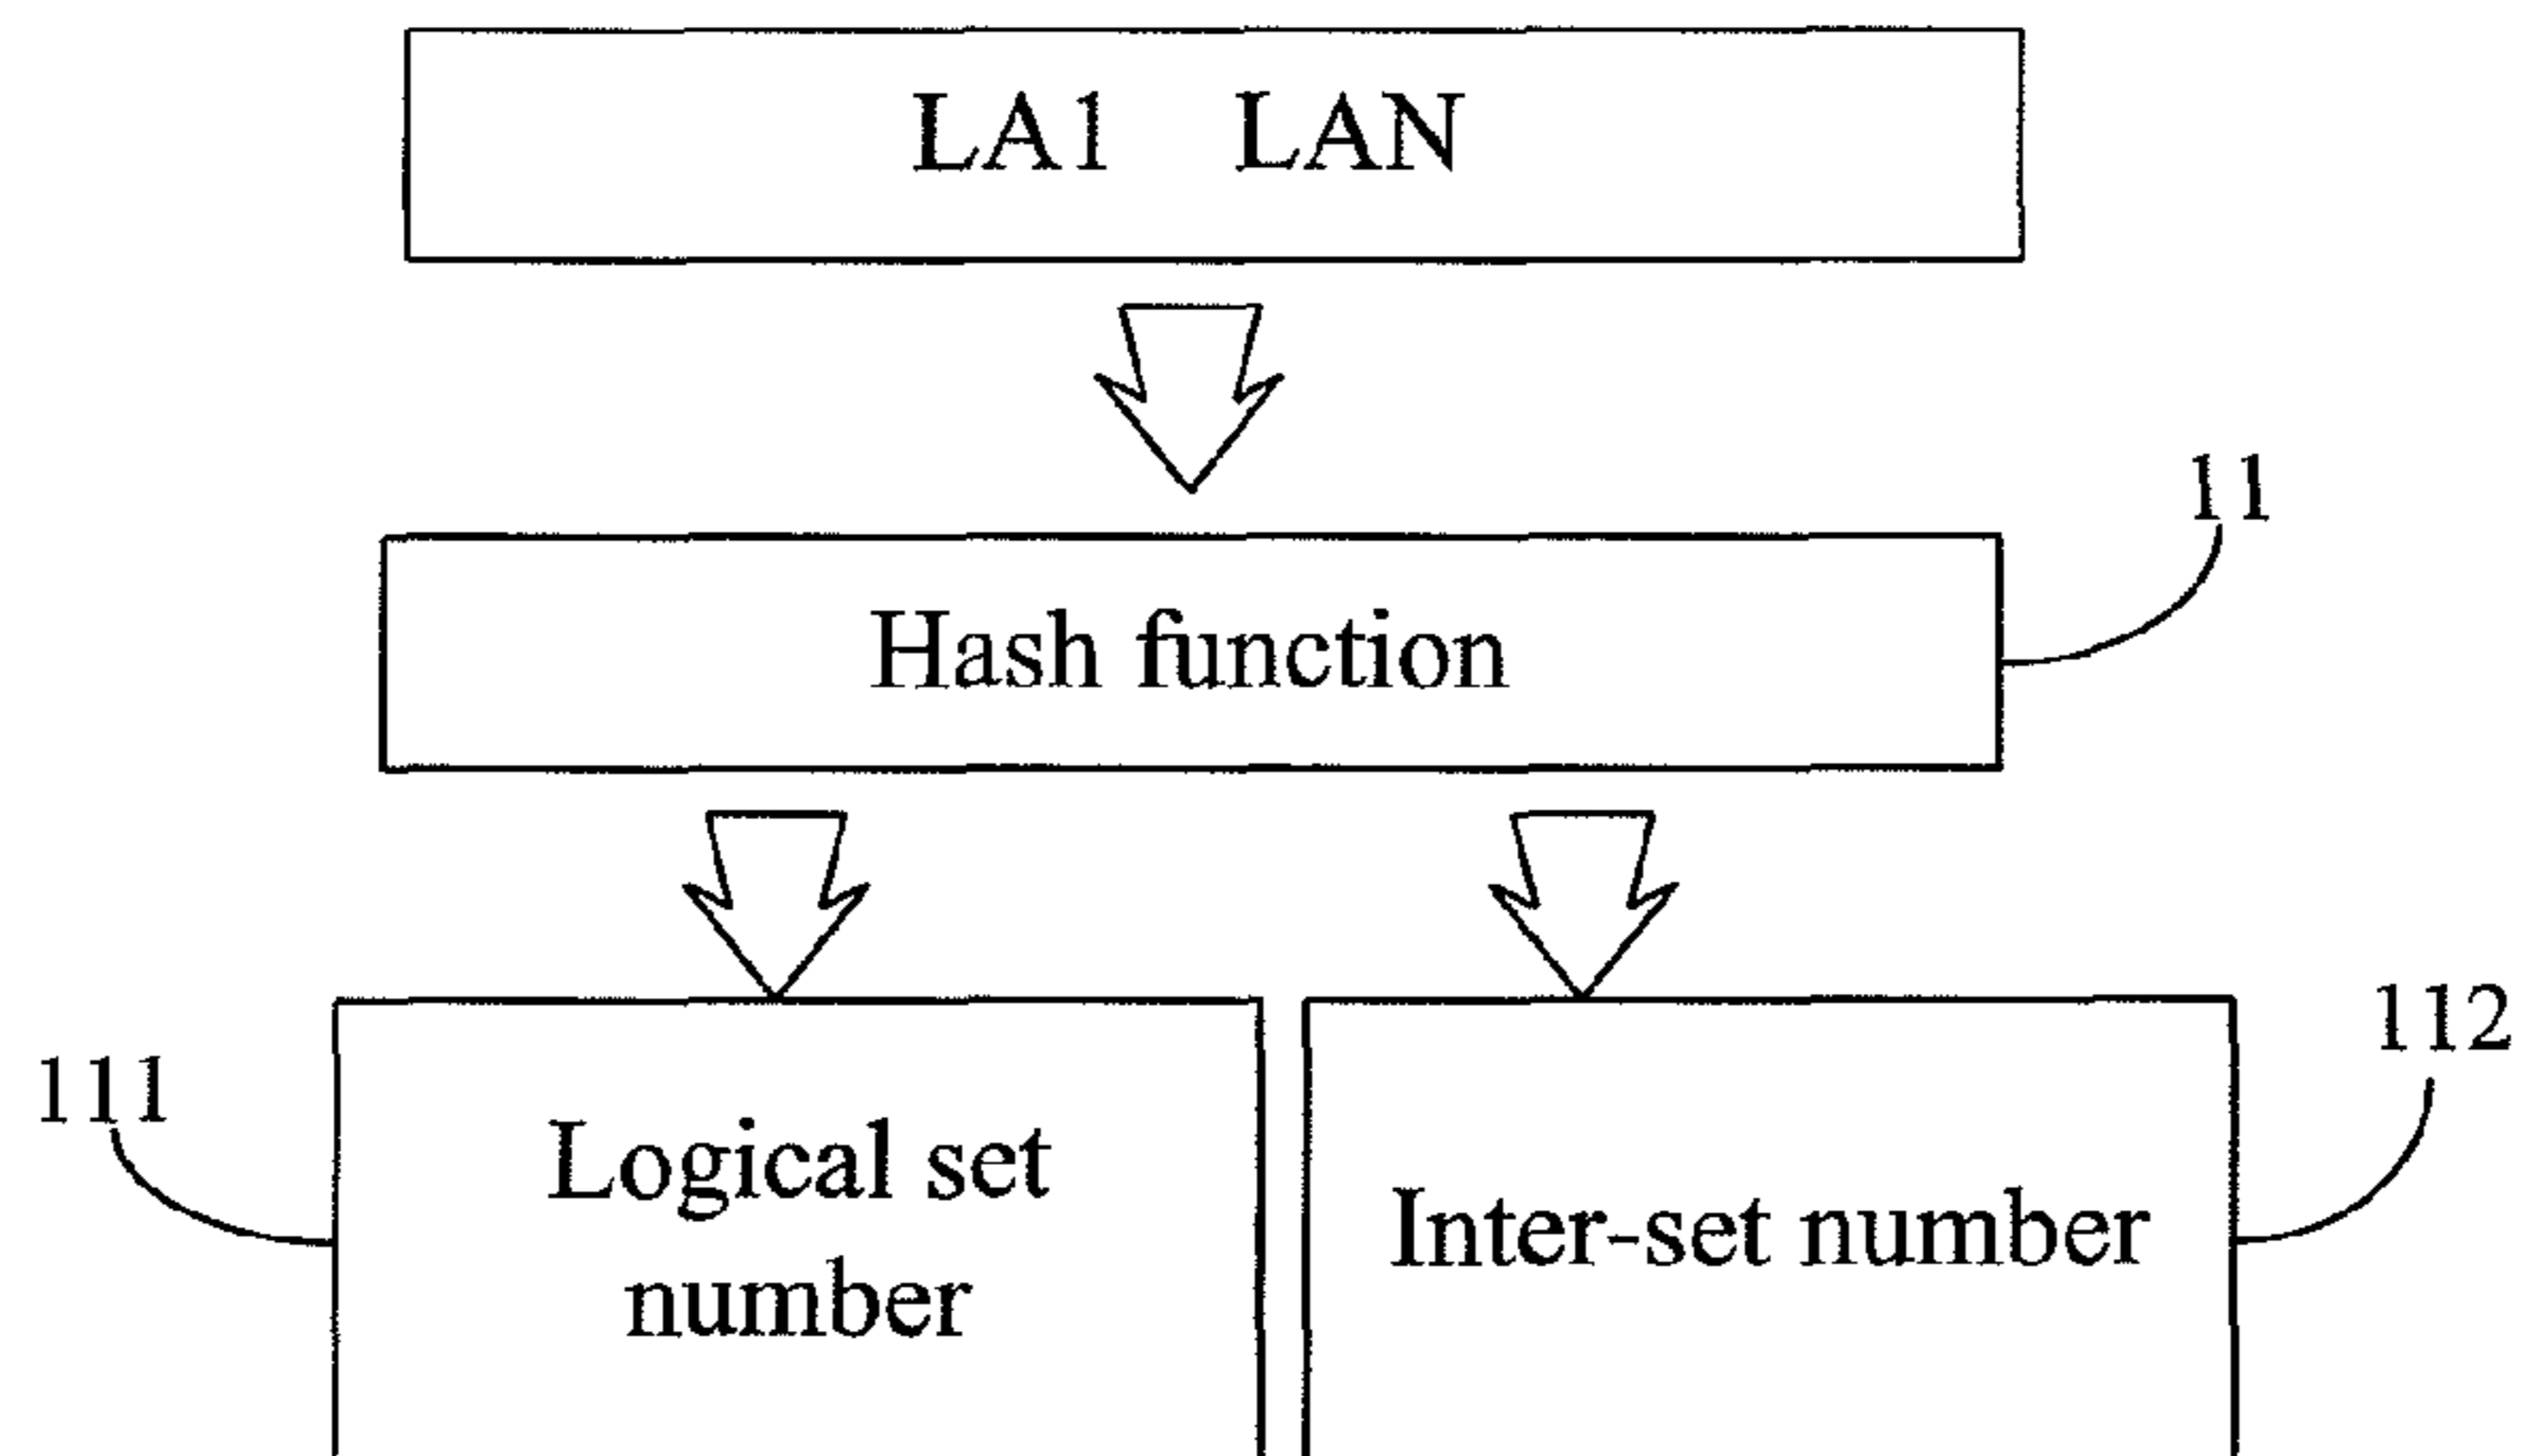 LA1 LAN
11
Hash function
111
112
Logical set
number
Inter-set number